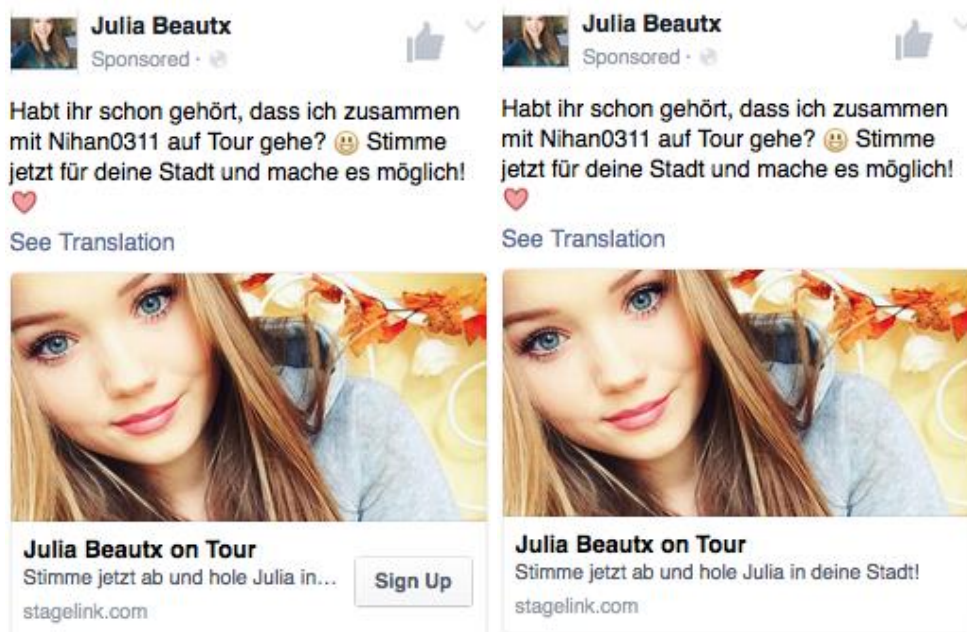 Julia Beautx
Sponsored ·
Habt ihr schon gehört, dass ich zusammen
mit Nihan0311 auf Tour gehe? 😃 Stimme
jetzt für deine Stadt und mache es möglich!
❤
See Translation
Julia Beautx on Tour
Stimme jetzt ab und hole Julia in...
Sign Up
stagelink.com
Julia Beautx
Sponsored ·
Habt ihr schon gehört, dass ich zusammen
mit Nihan0311 auf Tour gehe? 😃 Stimme
jetzt für deine Stadt und mache es möglich!
❤
See Translation
Julia Beautx on Tour
Stimme jetzt ab und hole Julia in deine Stadt!
stagelink.com